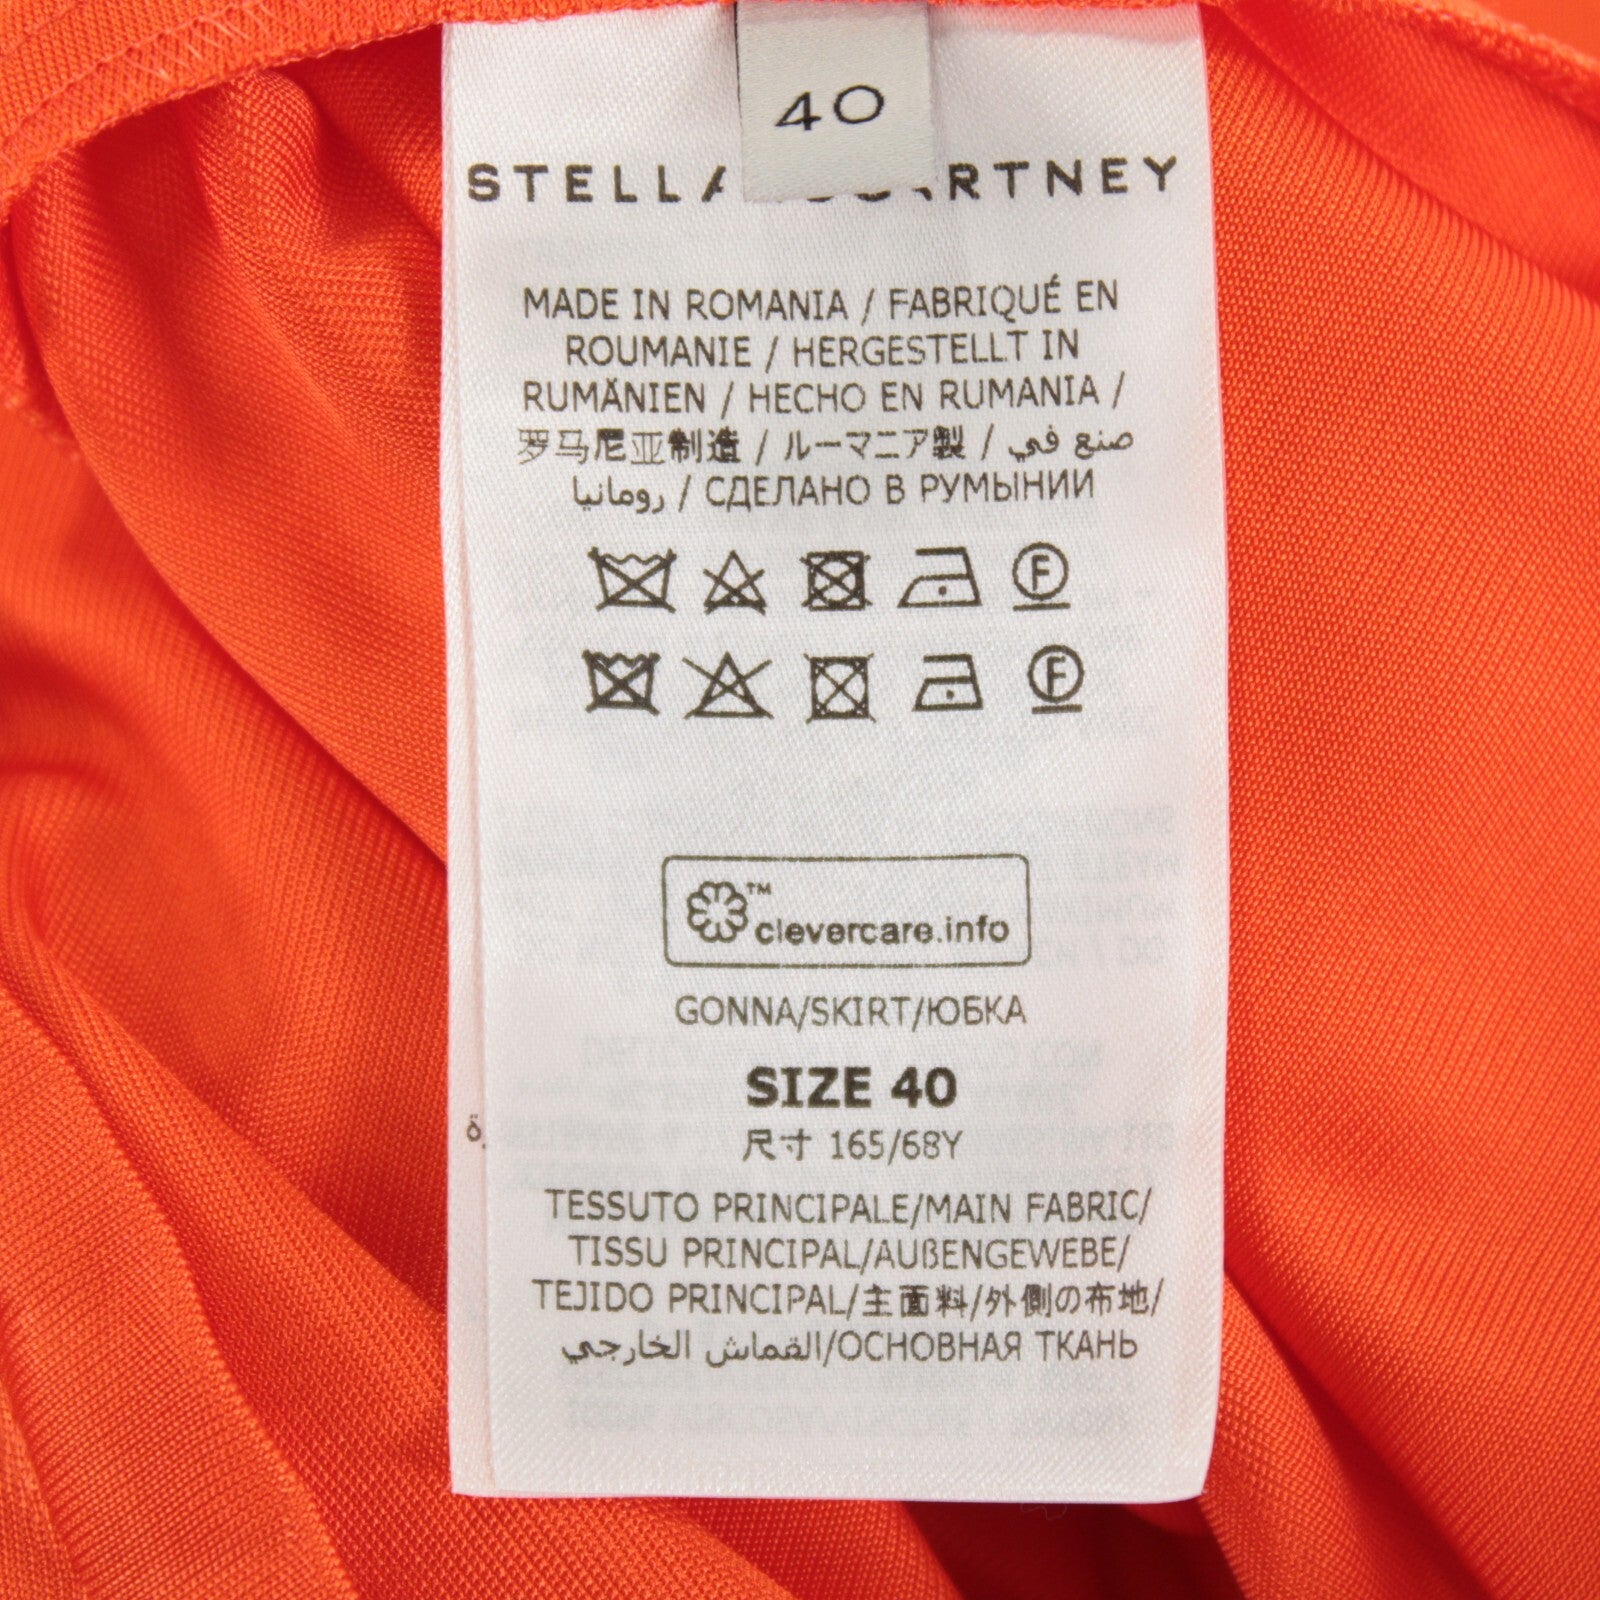 40
STELLA RTNEY
MADE IN ROMANIA / FABRIQUÉ EN
ROUMANIE / HERGESTELLT IN
RUMÄNIEN / HECHO EN RUMANIA /
罗马尼亚制造 / ルーマニア製 / صنع في
رومانيا / СДЕЛАНО В РУМЫНИИ
F
F
™
clevercare.info
GONNA/SKIRT/ЮБКА
SIZE 40
尺寸 165/68Y
TESSUTO PRINCIPALE/MAIN FABRIC/
TISSU PRINCIPAL/AUßENGEWEBE/
TEJIDO PRINCIPAL/主面料/外側の布地/
القماش الخارجي/ОСНОВНАЯ ТКАНЬ